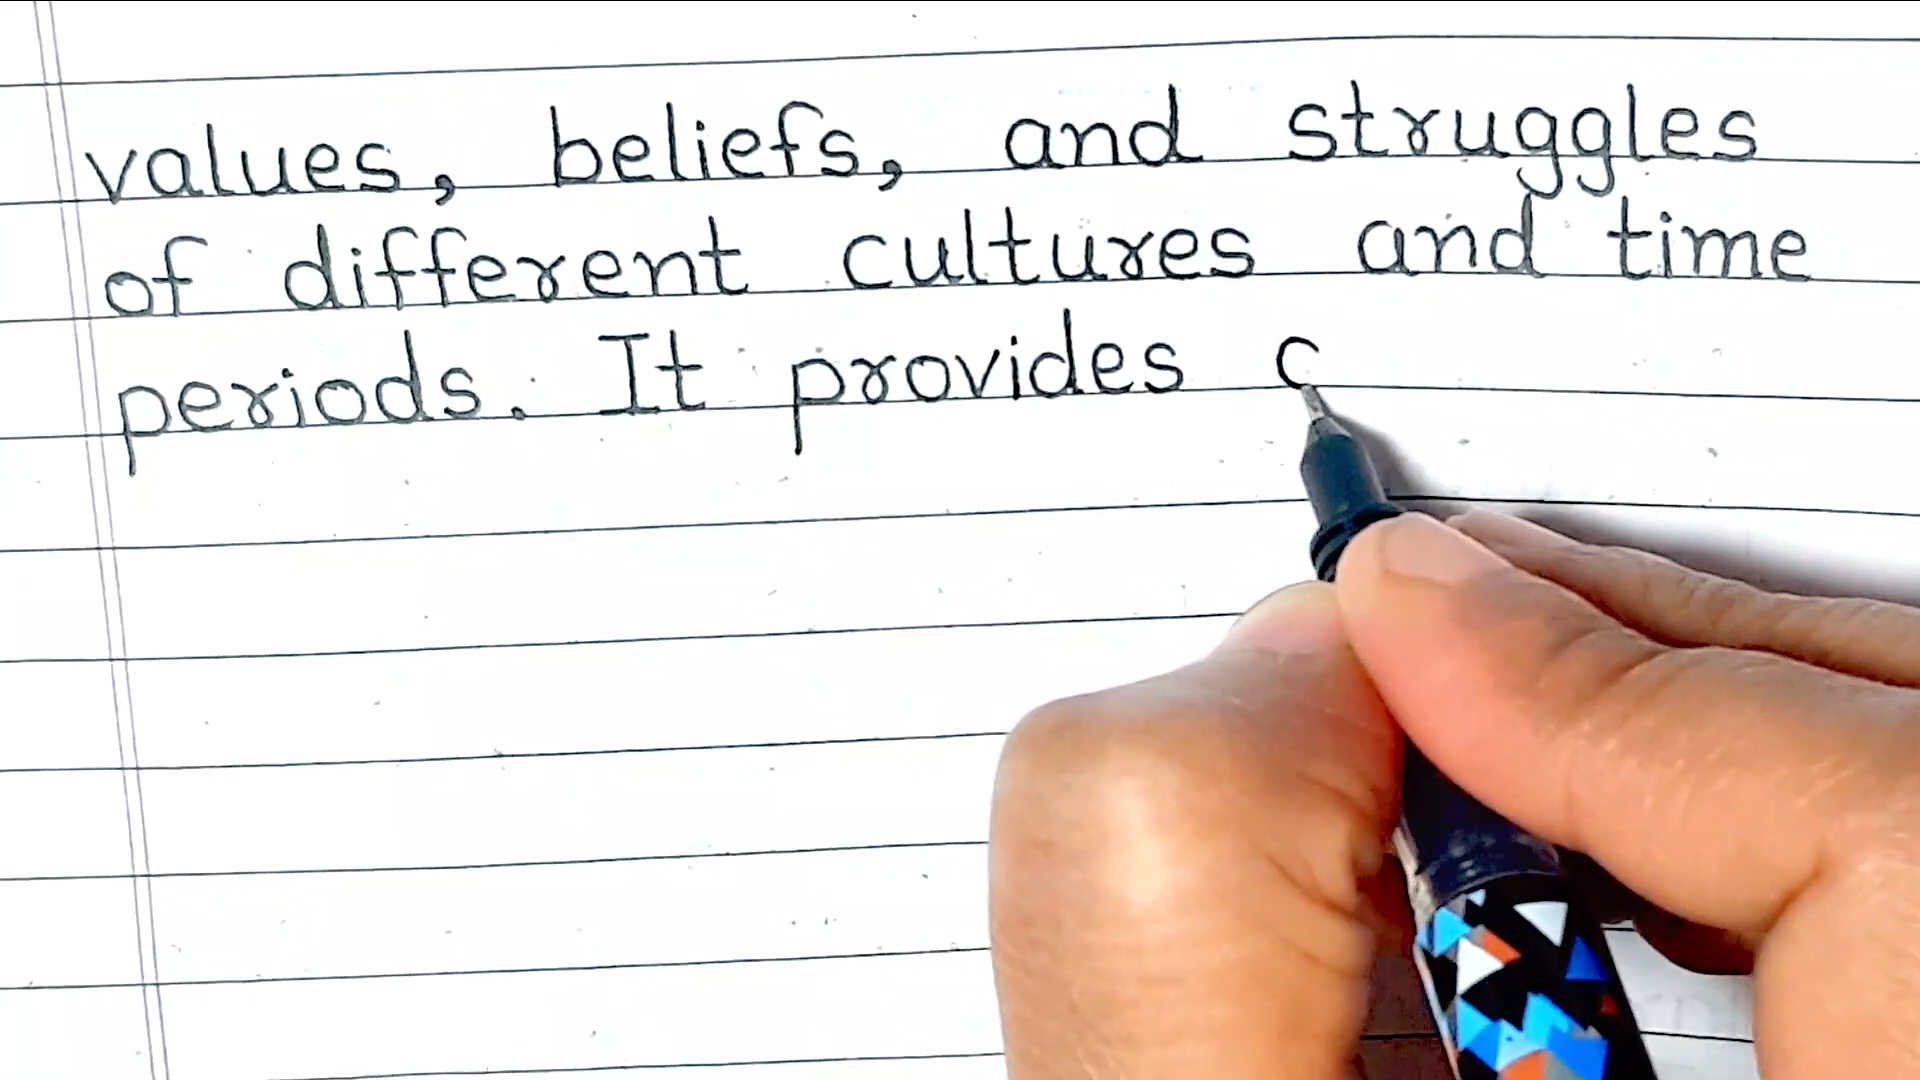 values, beliefs, and struggles
of different cultures and time
periods. It provides c